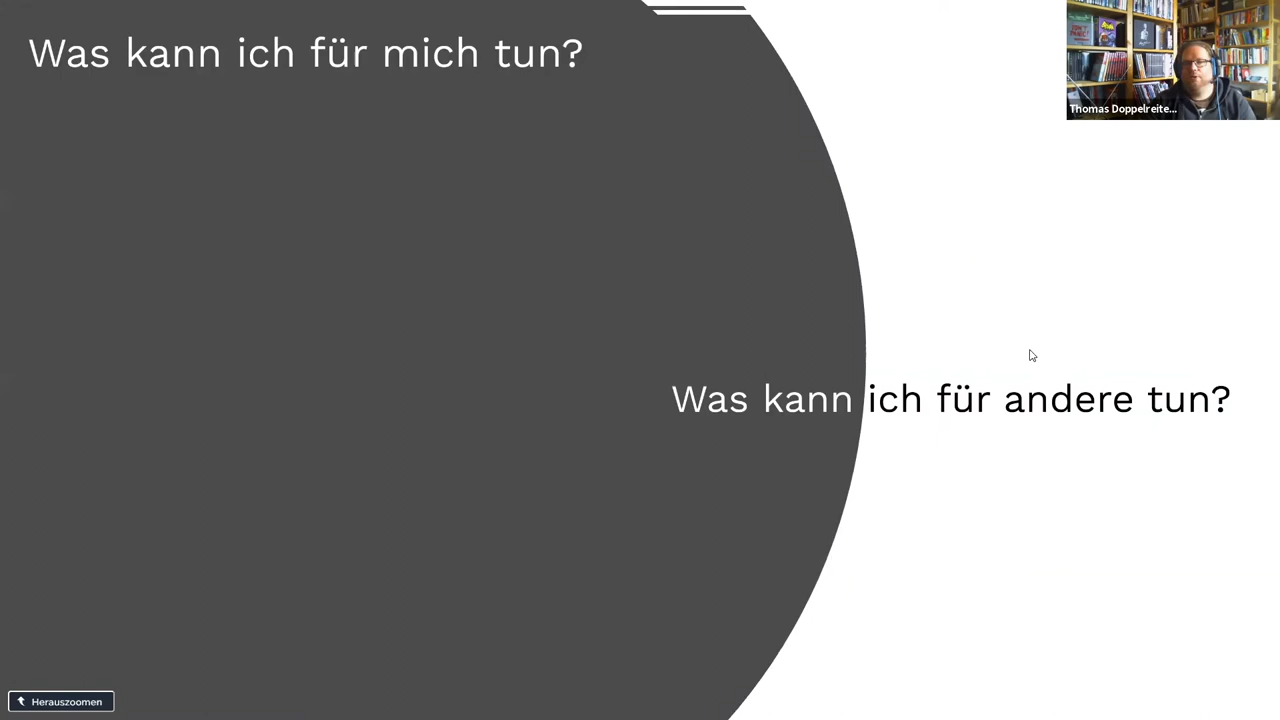 Was kann ich für mich tun?
Thomas Doppelreite...
Was kann ich für andere tun?
Herauszoomen